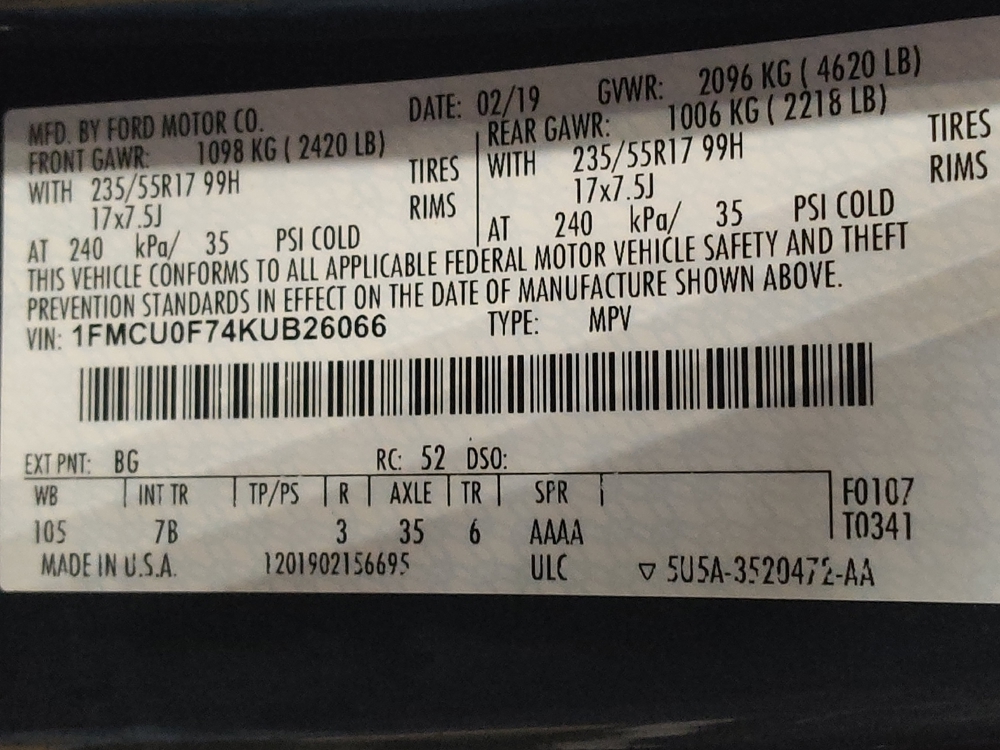 MFD. BY FORD MOTOR CO. DATE: 02/19 GVWR: 2096 KG ( 4620 LB)
FRONT GAWR: 1098 KG ( 2420 LB) REAR GAWR: 1006 KG ( 2218 LB)
WITH 235/55R17 99H TIRES WITH 235/55R17 99H TIRES
17x7.5J RIMS 17x7.5J RIMS
AT 240 kPa/ 35 PSI COLD AT 240 kPa/ 35 PSI COLD
THIS VEHICLE CONFORMS TO ALL APPLICABLE FEDERAL MOTOR VEHICLE SAFETY AND THEFT
PREVENTION STANDARDS IN EFFECT ON THE DATE OF MANUFACTURE SHOWN ABOVE.
VIN: 1FMCU0F74KUB26066 TYPE: MPV
EXT PNT: BG RC: 52 DSO:
WB INT TR TP/PS R AXLE TR SPR F0107
105 7B 3 35 6 AAAA T0341
MADE IN U.S.A. 1201902156695 ULC ▽ 5U5A-3520472-AA